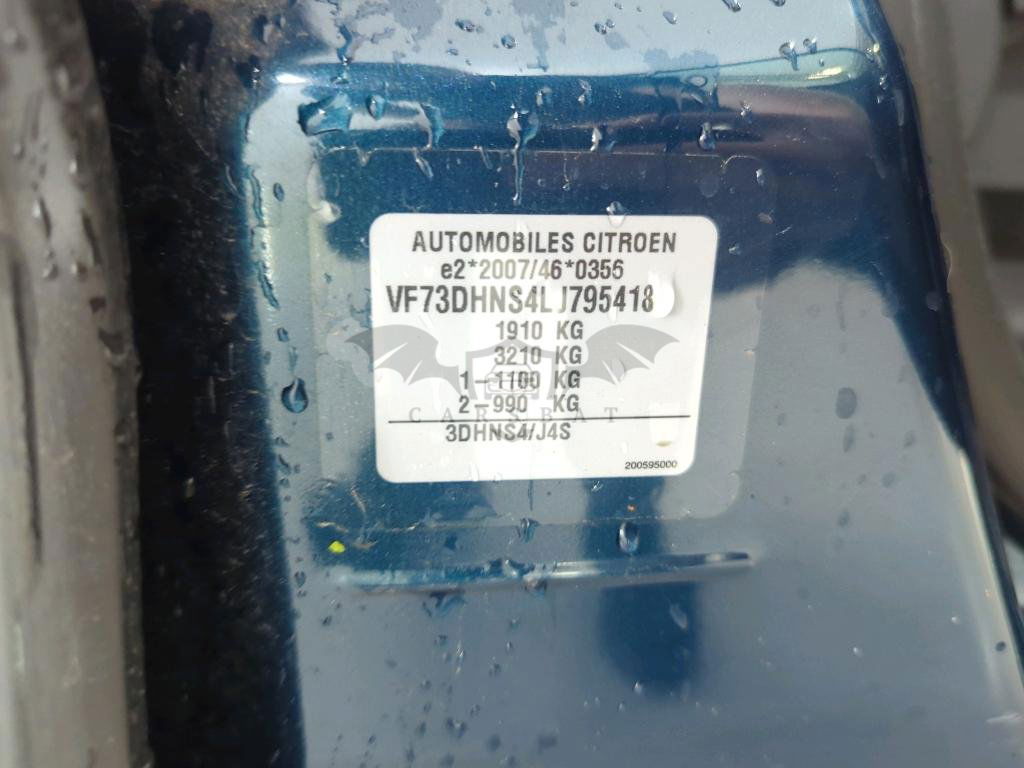 AUTOMOBILES CITROEN
e2*2007/46*0356
VF73DHNS4LJ795418
1910 KG
3210 KG
1-1100 KG
2-990 KG
CARSBAT
3DHNS4/J4S
200595000